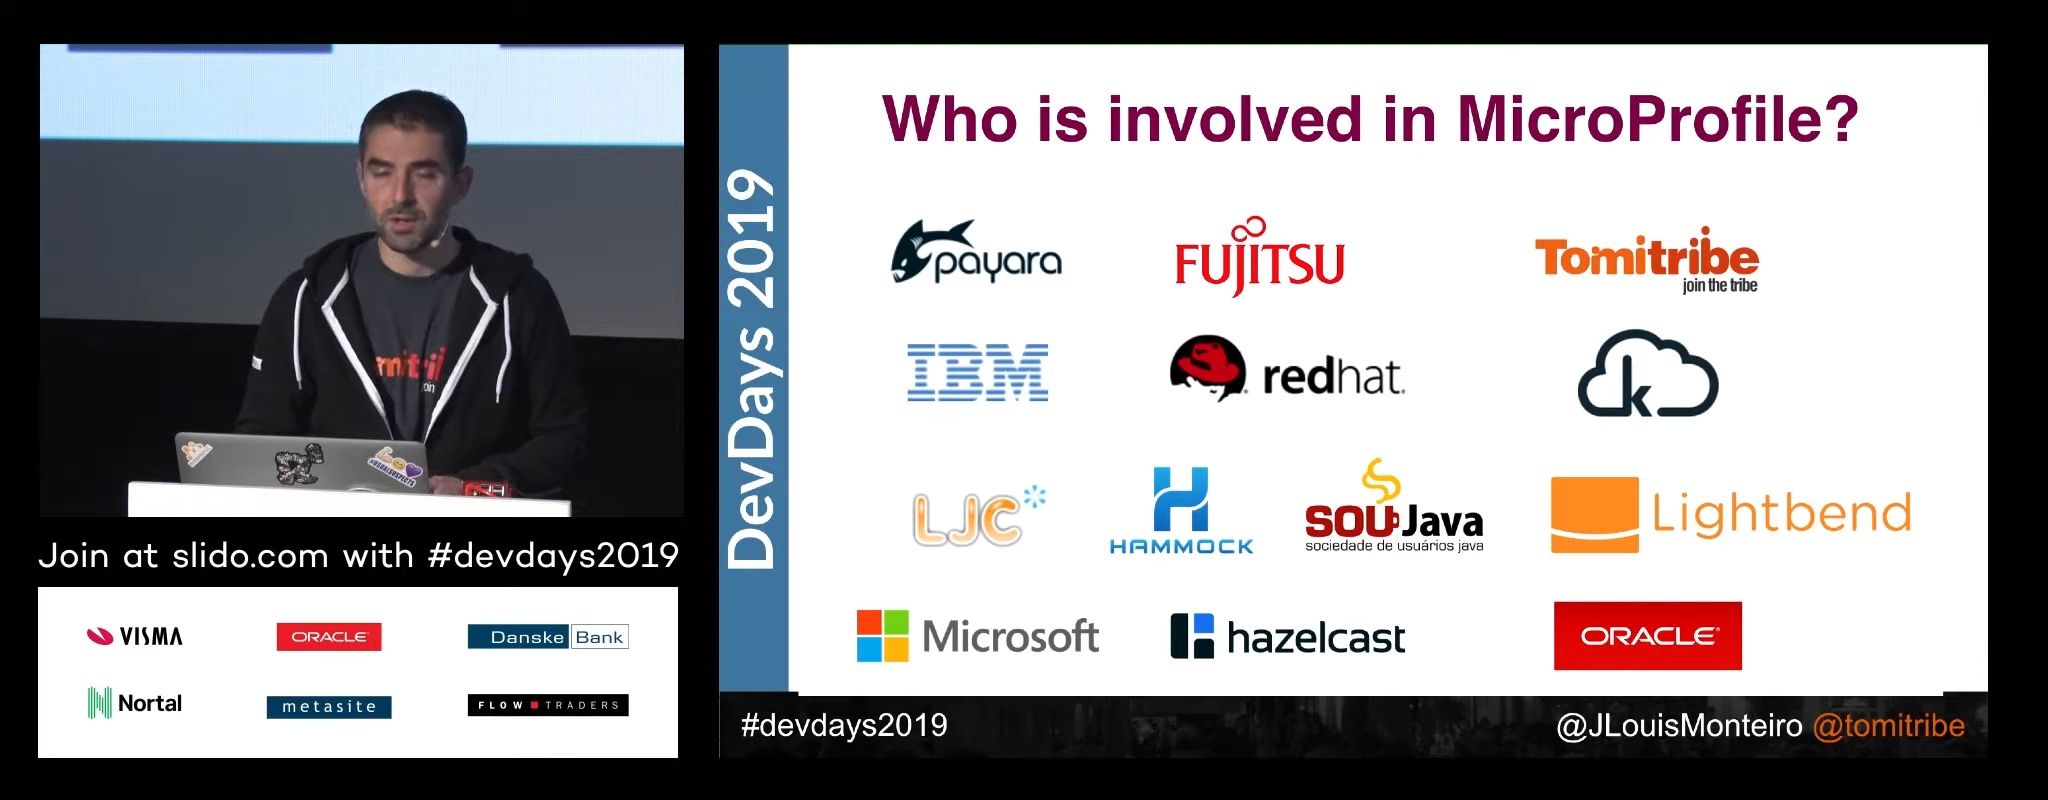 Join at slido.com with #devdays2019
VISMA
ORACLE
Danske Bank
Nortal
metasite
FLOW TRADERS
DevDays 2019
Who is involved in MicroProfile?
payara
FUJITSU
Tomitribe
join the tribe
IBM
redhat.
k
LJC
H
HAMMOCK
SOUJava
sociedade de usuários java
Lightbend
Microsoft
hazelcast
ORACLE
#devdays2019
@JLouisMonteiro @tomitribe